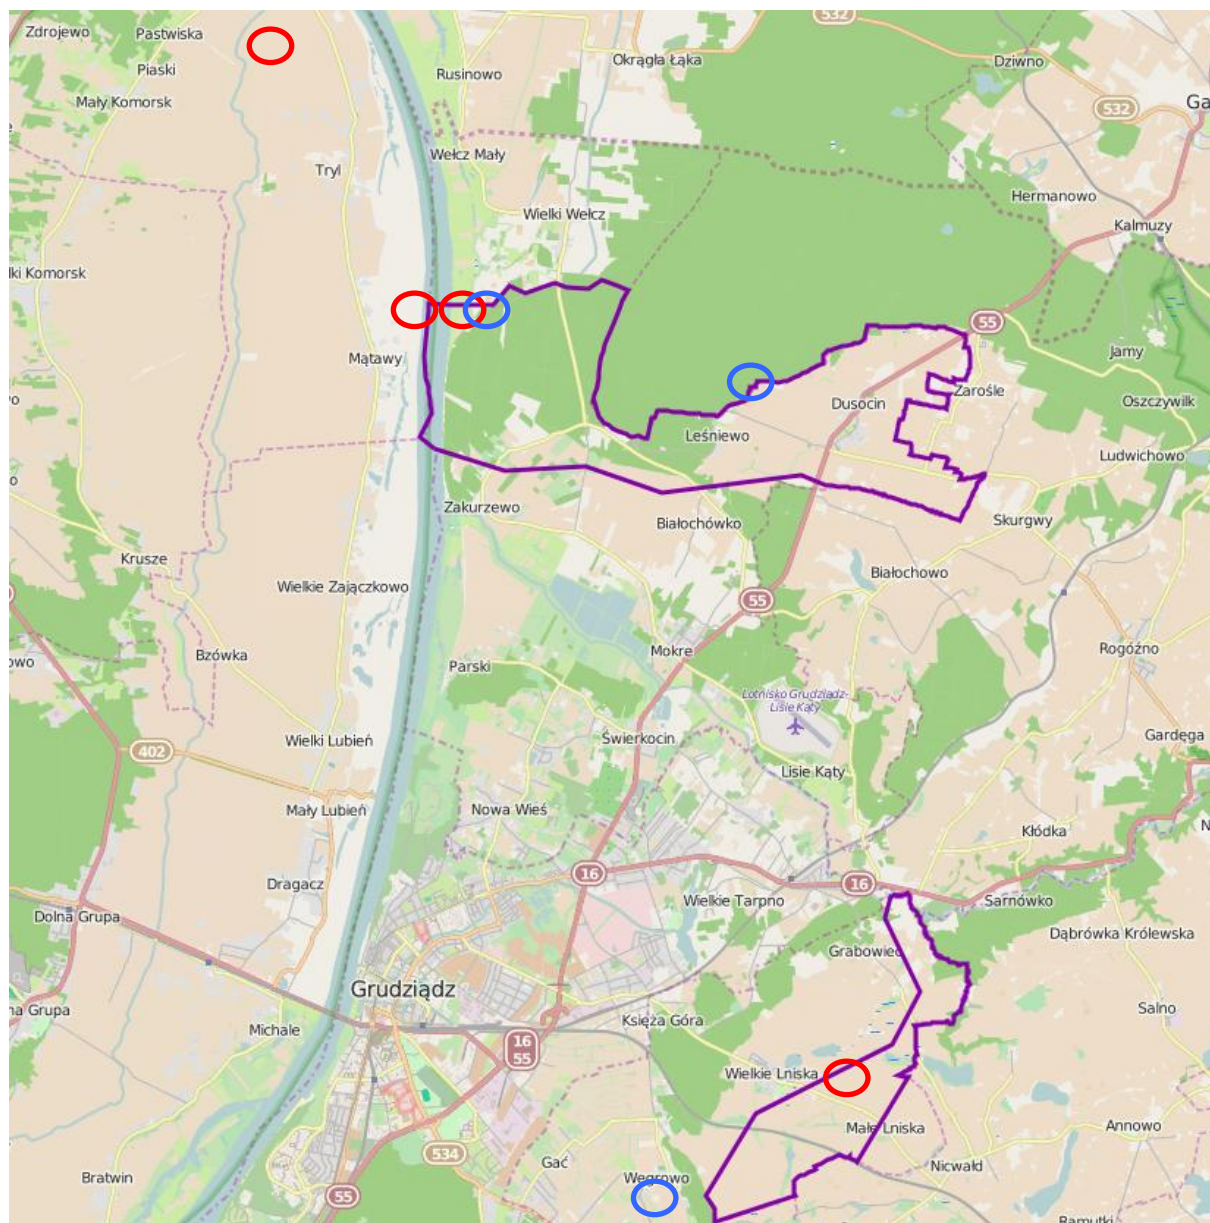 532
Zdrojewo
Pastwiska
Okrągła Łąka
Dziwno
Piaski
Rusinowo
Mały Komorsk
532
Ga
Wełcz Mały
Tryl
Hermanowo
Wielki Wełcz
Kalmuzy
lki Komorsk
55
Mątawy
Jamy
Zarośle
Dusocin
Oszczywilk
Leśniewo
Ludwichowo
Zakurzewo
Białochówko
Skurgwy
Krusze
Białochowo
Wielkie Zajączkowo
55
Mokre
Rogóźno
Bzówka
owo
Parski
Lotnisko Grudziądz-
Lisie Kąty
Gardęga
Wielki Lubień
Świerkocin
402
Lisie Kąty
Mały Lubień
Nowa Wieś
Kłódka
N
16
16
Dragacz
Wielkie Tarpno
Sarnówko
Dolna Grupa
Dąbrówka Królewska
Grabowiec
Grudziądz
na Grupa
Salno
Michale
Księża Góra
16
55
Wielkie Lniska
Małe Lniska
Annowo
534
Gać
Nicwałd
Bratwin
Węgrowo
55
Ramutki